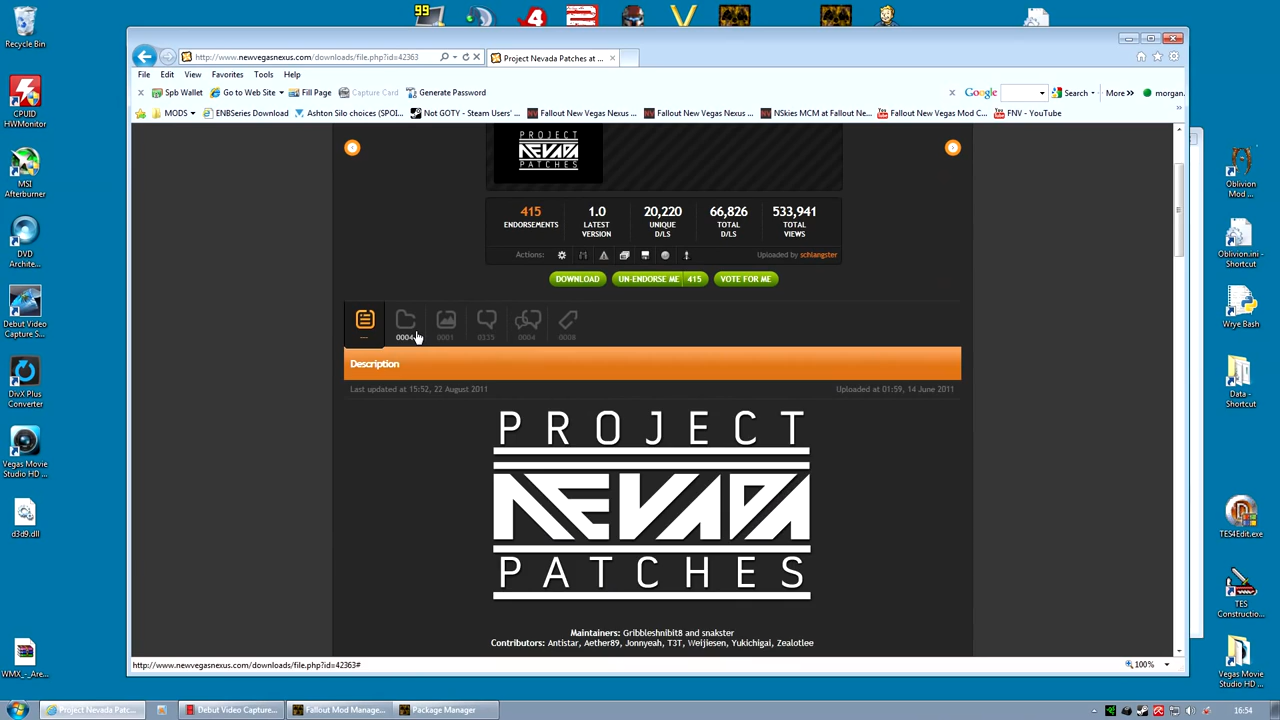 99
Recycle Bin
CPUID
HWMonitor
MSI
Afterburner
DVD
Archite...
Debut Video
Capture S...
DivX Plus
Converter
Vegas Movie
Studio HD ...
d3d9.dll
WMX_-_Are...
http://www.newvegasnexus.com/downloads/file.php?id=42363
Project Nevada Patches at ...
File Edit View Favorites Tools Help
Spb Wallet Go to Web Site Fill Page Capture Card Generate Password
Google Search More >> morgan.
MODS ENBSeries Download Ashton Silo choices (SPOI... Not GOTY - Steam Users' ... Fallout New Vegas Nexus ... Fallout New Vegas Nexus ... NSkies MCM at Fallout Ne... Fallout New Vegas Mod C... FNV - YouTube
PROJECT
NEVADA
PATCHES
415 1.0 20,220 66,826 533,941
ENDORSEMENTS LATEST VERSION UNIQUE D/LS TOTAL D/LS TOTAL VIEWS
Actions: Uploaded by schlangster
DOWNLOAD UN-ENDORSE ME 415 VOTE FOR ME
0004 0001 0335 0004 0008
Description
Last updated at 15:52, 22 August 2011 Uploaded at 01:59, 14 June 2011
PROJECT
NEVADA
PATCHES
Maintainers: Gribbleshnibit8 and snakster
Contributors: Antistar, Aether89, Jonnyeah, T3T, Weijiesen, Yukichigai, Zealotlee
http://www.newvegasnexus.com/downloads/file.php?id=42363#
100%
Oblivion
Mod ...
Oblivion.ini -
Shortcut
Wrye Bash
Data -
Shortcut
TES4Edit.exe
TES
Constructio...
Vegas Movie
Studio HD ...
Project Nevada Patc... Debut Video Capture... Fallout Mod Manage... Package Manager 16:54